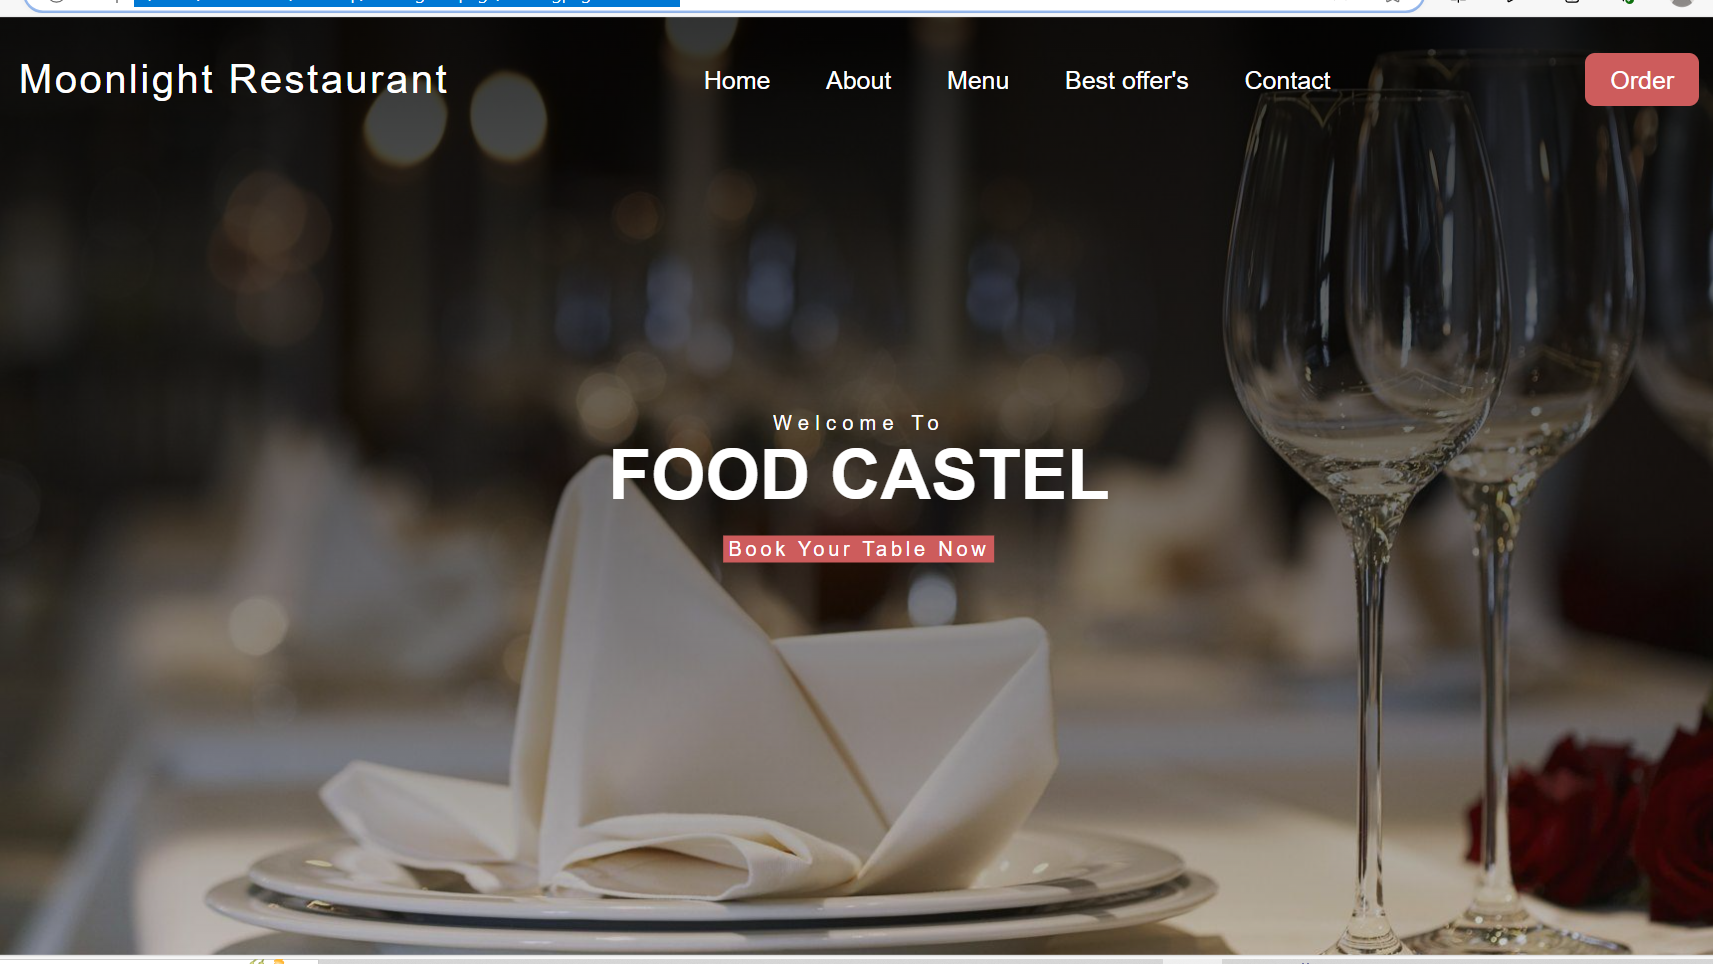 Moonlight Restaurant
Home About Menu Best offer's Contact Order
Welcome To
FOOD CASTEL
Book Your Table Now